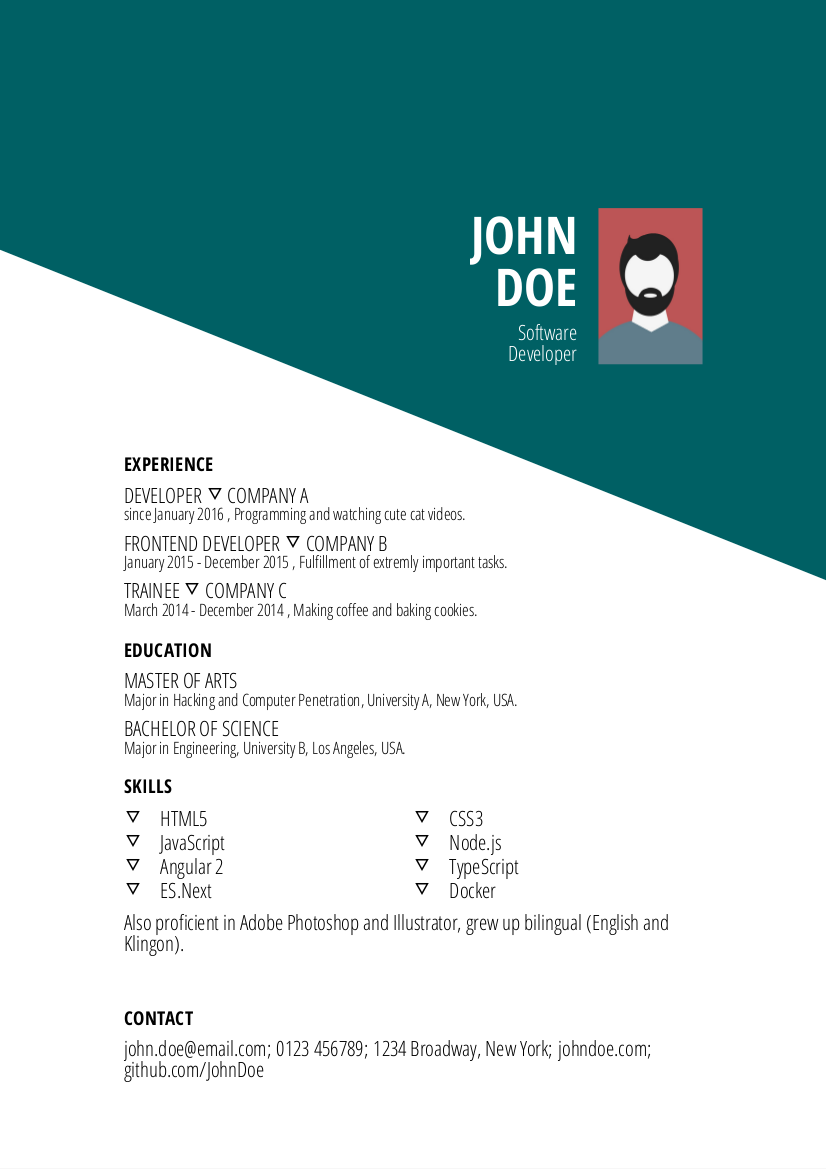 JOHN
DOE
Software
Developer
EXPERIENCE
DEVELOPER ▽ COMPANY A
since January 2016 , Programming and watching cute cat videos.
FRONTEND DEVELOPER ▽ COMPANY B
January 2015 - December 2015 , Fulfillment of extremly important tasks.
TRAINEE ▽ COMPANY C
March 2014 - December 2014 , Making coffee and baking cookies.
EDUCATION
MASTER OF ARTS
Major in Hacking and Computer Penetration, University A, New York, USA.
BACHELOR OF SCIENCE
Major in Engineering, University B, Los Angeles, USA.
SKILLS
▽ HTML5
▽ JavaScript
▽ Angular 2
▽ ES.Next
▽ CSS3
▽ Node.js
▽ TypeScript
▽ Docker
Also proficient in Adobe Photoshop and Illustrator, grew up bilingual (English and
Klingon).
CONTACT
john.doe@email.com; 0123 456789; 1234 Broadway, New York; johndoe.com;
github.com/JohnDoe